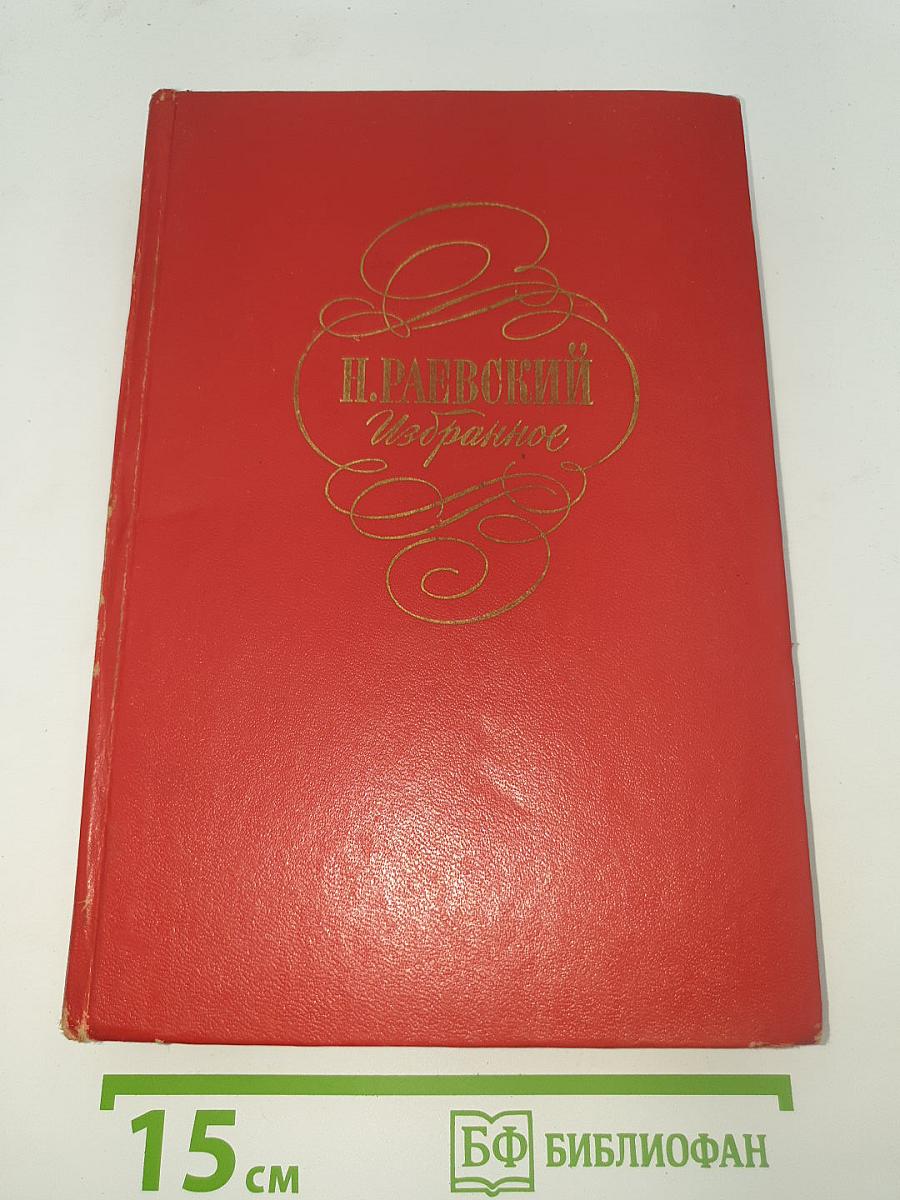 Н.РАЕВСКИЙ
Избранное
15 см
БФ БИБЛИОФАН